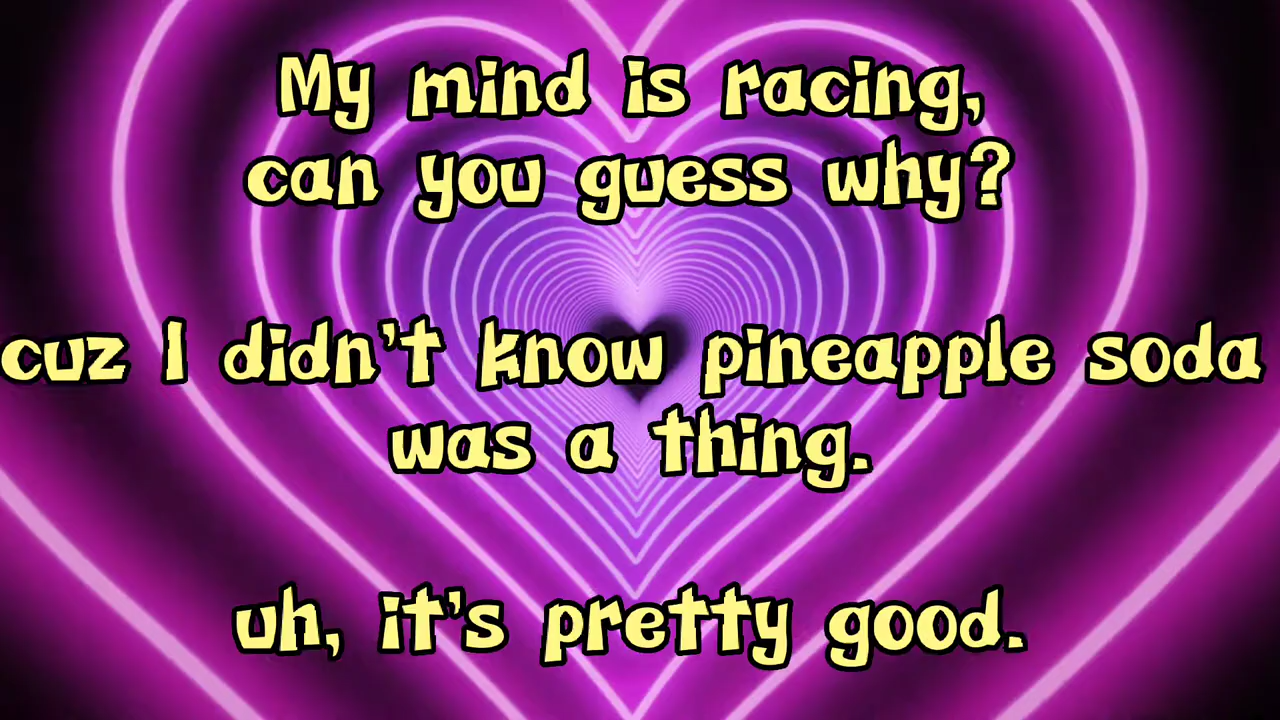 My mind is racing,
can you guess why?
cuz I didn't know pineapple soda
was a thing.
uh, it's pretty good.